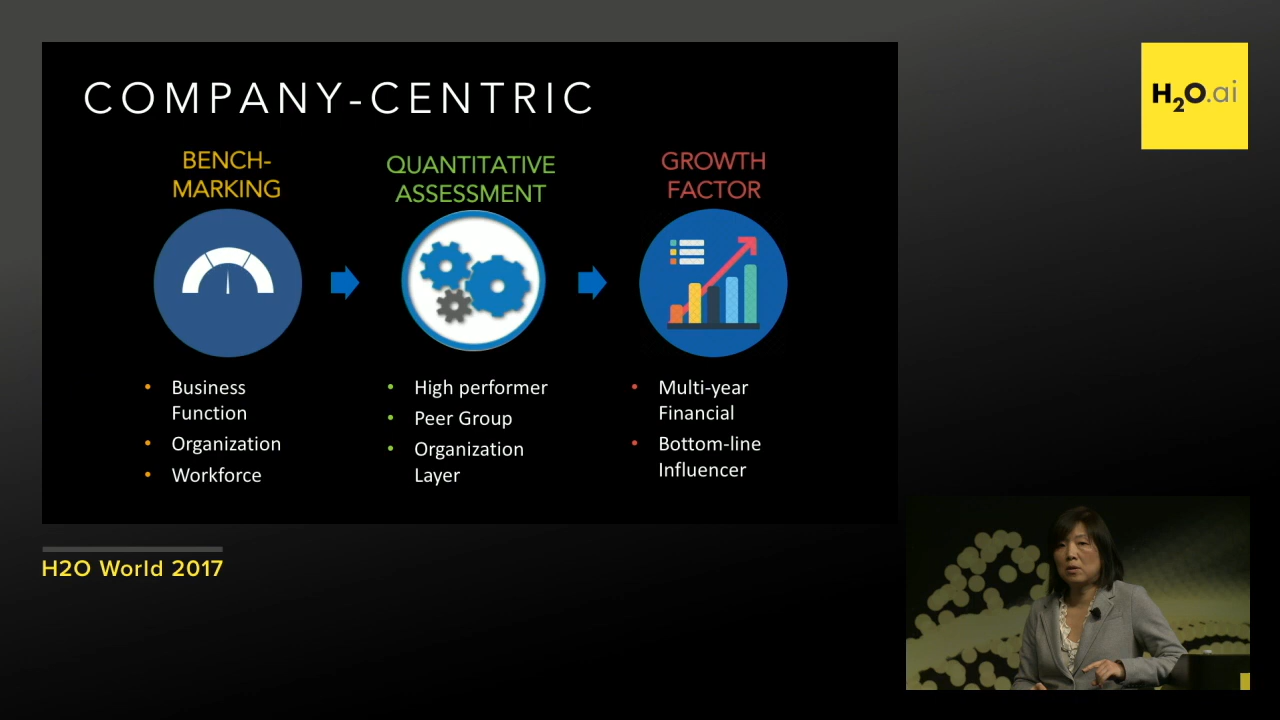 COMPANY-CENTRIC
BENCH-
MARKING
QUANTITATIVE
ASSESSMENT
GROWTH
FACTOR
• Business
Function
• Organization
• Workforce
• High performer
• Peer Group
• Organization
Layer
• Multi-year
Financial
• Bottom-line
Influencer
H2O.ai
H2O World 2017